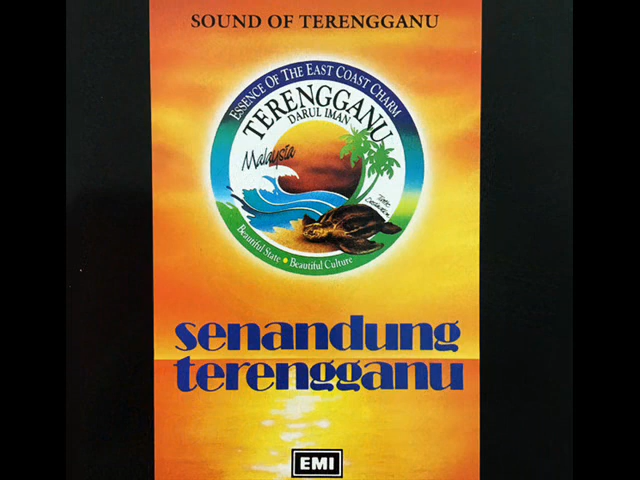 SOUND OF TERENGGANU
ESSENCE OF THE EAST COAST CHARM
TERENGGANU
DARUL IMAN
Malaysia
Beautiful State • Beautiful Culture
senandung
terengganu
EMI